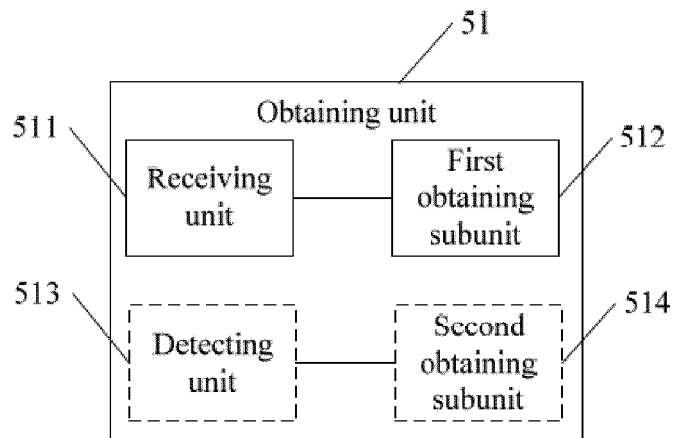 51
Obtaining unit
511
Receiving
unit
First
obtaining
subunit
512
513
Detecting
unit
Second
obtaining
subunit
514